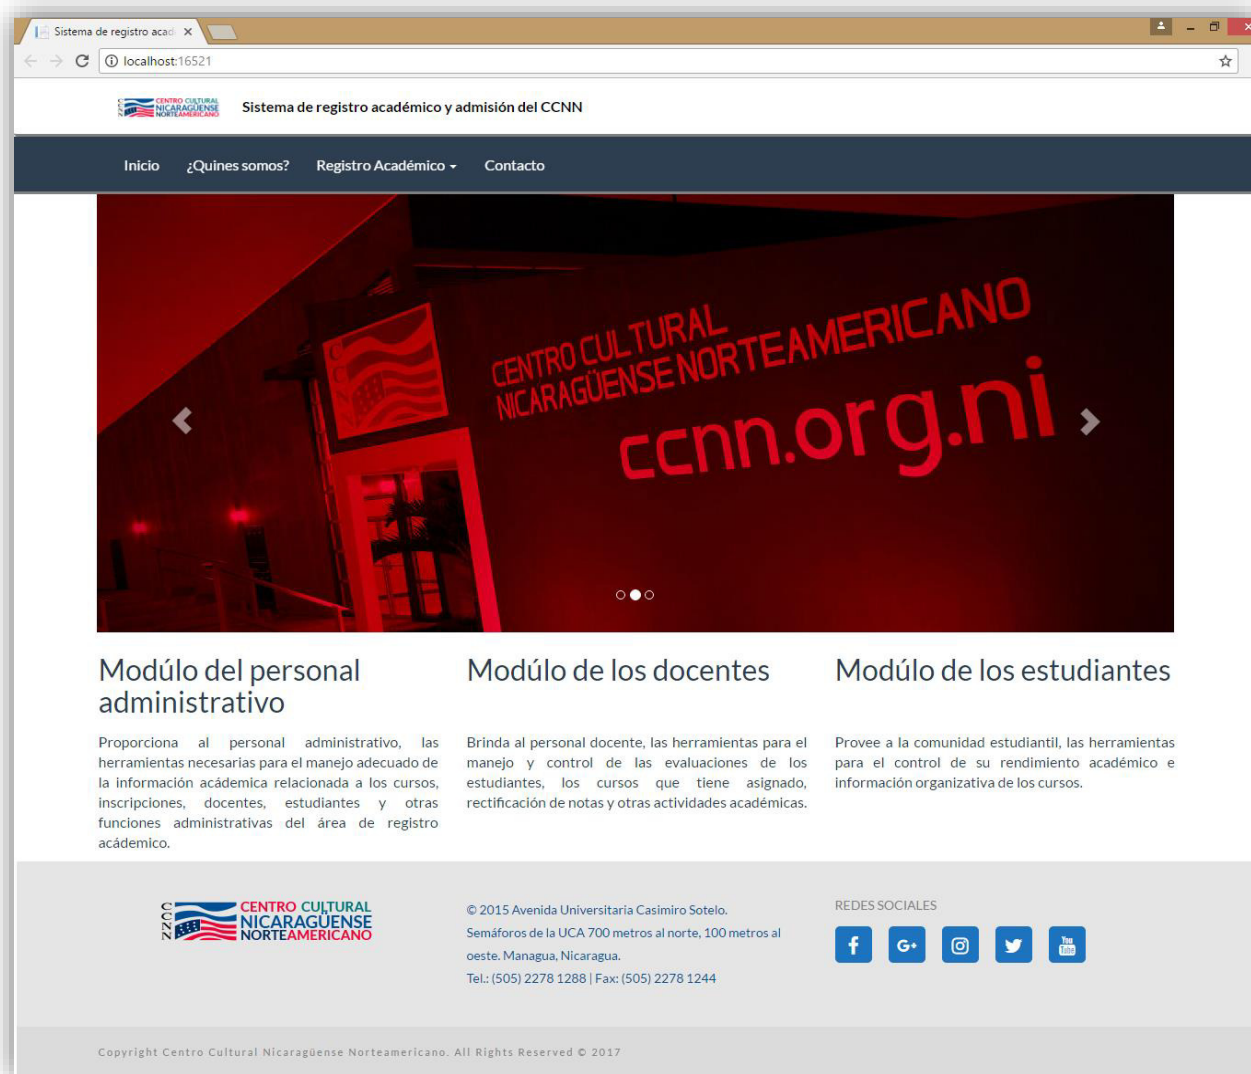 Sistema de registro acad
localhost:16521
CCNN
CENTRO CULTURAL
NICARAGÜENSE
NORTEAMERICANO
Sistema de registro académico y admisión del CCNN
Inicio ¿Quines somos? Registro Académico Contacto
CCNN
CENTRO CULTURAL
NICARAGÜENSE NORTEAMERICANO
ccnn.org.ni
Modúlo del personal
administrativo
Proporciona al personal administrativo, las
herramientas necesarias para el manejo adecuado de
la información acádemica relacionada a los cursos,
inscripciones, docentes, estudiantes y otras
funciones administrativas del área de registro
acádemico.
Modúlo de los docentes
Brinda al personal docente, las herramientas para el
manejo y control de las evaluaciones de los
estudiantes, los cursos que tiene asignado,
rectificación de notas y otras actividades académicas.
Modúlo de los estudiantes
Provee a la comunidad estudiantil, las herramientas
para el control de su rendimiento académico e
información organizativa de los cursos.
CCNN
CENTRO CULTURAL
NICARAGÜENSE
NORTEAMERICANO
© 2015 Avenida Universitaria Casimiro Sotelo.
Semáforos de la UCA 700 metros al norte, 100 metros al
oeste. Managua, Nicaragua.
Tel.: (505) 2278 1288 | Fax: (505) 2278 1244
REDES SOCIALES
f G+ You Tube
Copyright Centro Cultural Nicaragüense Norteamericano. All Rights Reserved © 2017